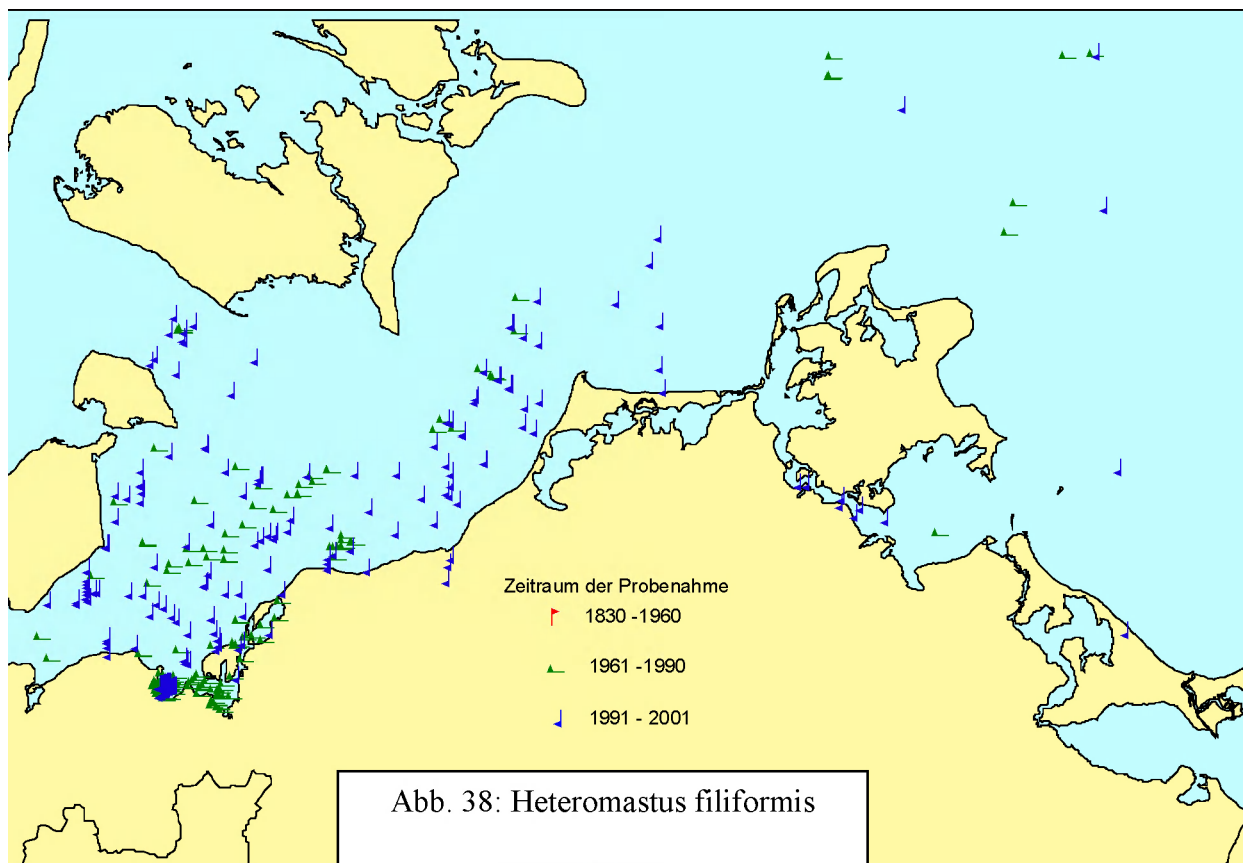 Zeitraum der Probenahme
1830 -1960
1961 -1990
1991 - 2001
Abb. 38: Heteromastus filiformis